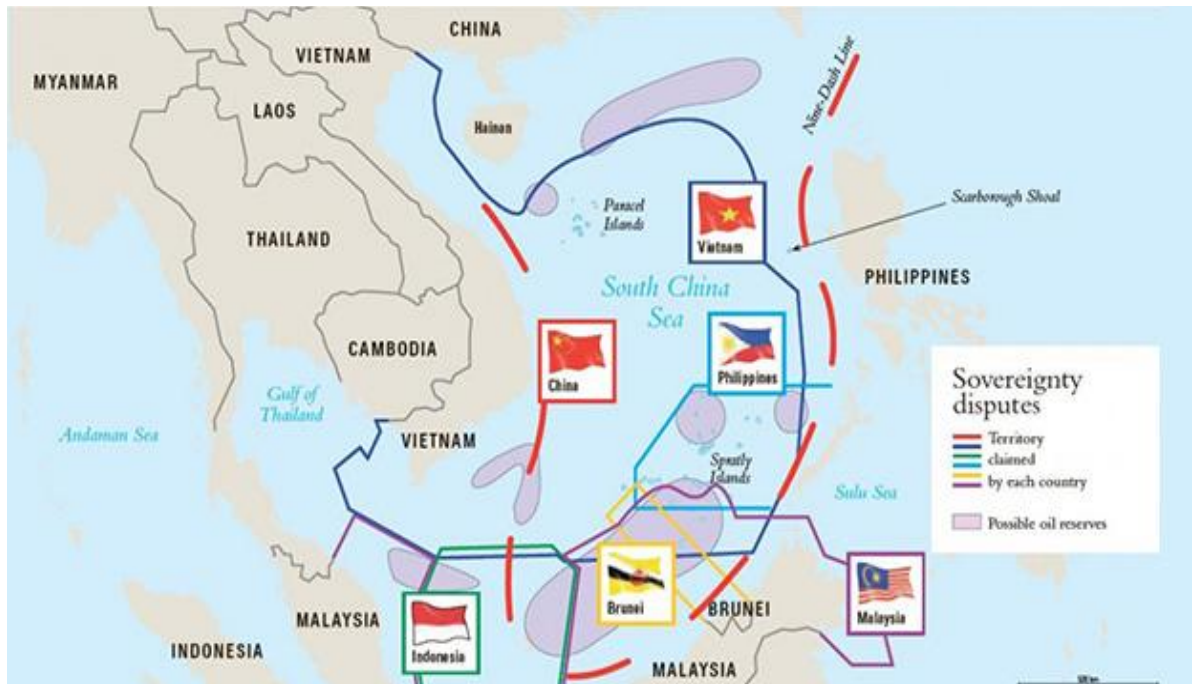 CHINA
VIETNAM
MYANMAR
LAOS
Hainan
Nine-Dash Line
Paracel
Islands
Scarborough Shoal
THAILAND
Vietnam
PHILIPPINES
South China
Sea
CAMBODIA
China
Philippines
Gulf of
Thailand
Andaman Sea
VIETNAM
Spratly
Islands
Sulu Sea
Sovereignty
disputes
Territory
claimed
by each country
Possible oil reserves
MALAYSIA
INDONESIA
Indonesia
Brunei
BRUNEI
Malaysia
MALAYSIA